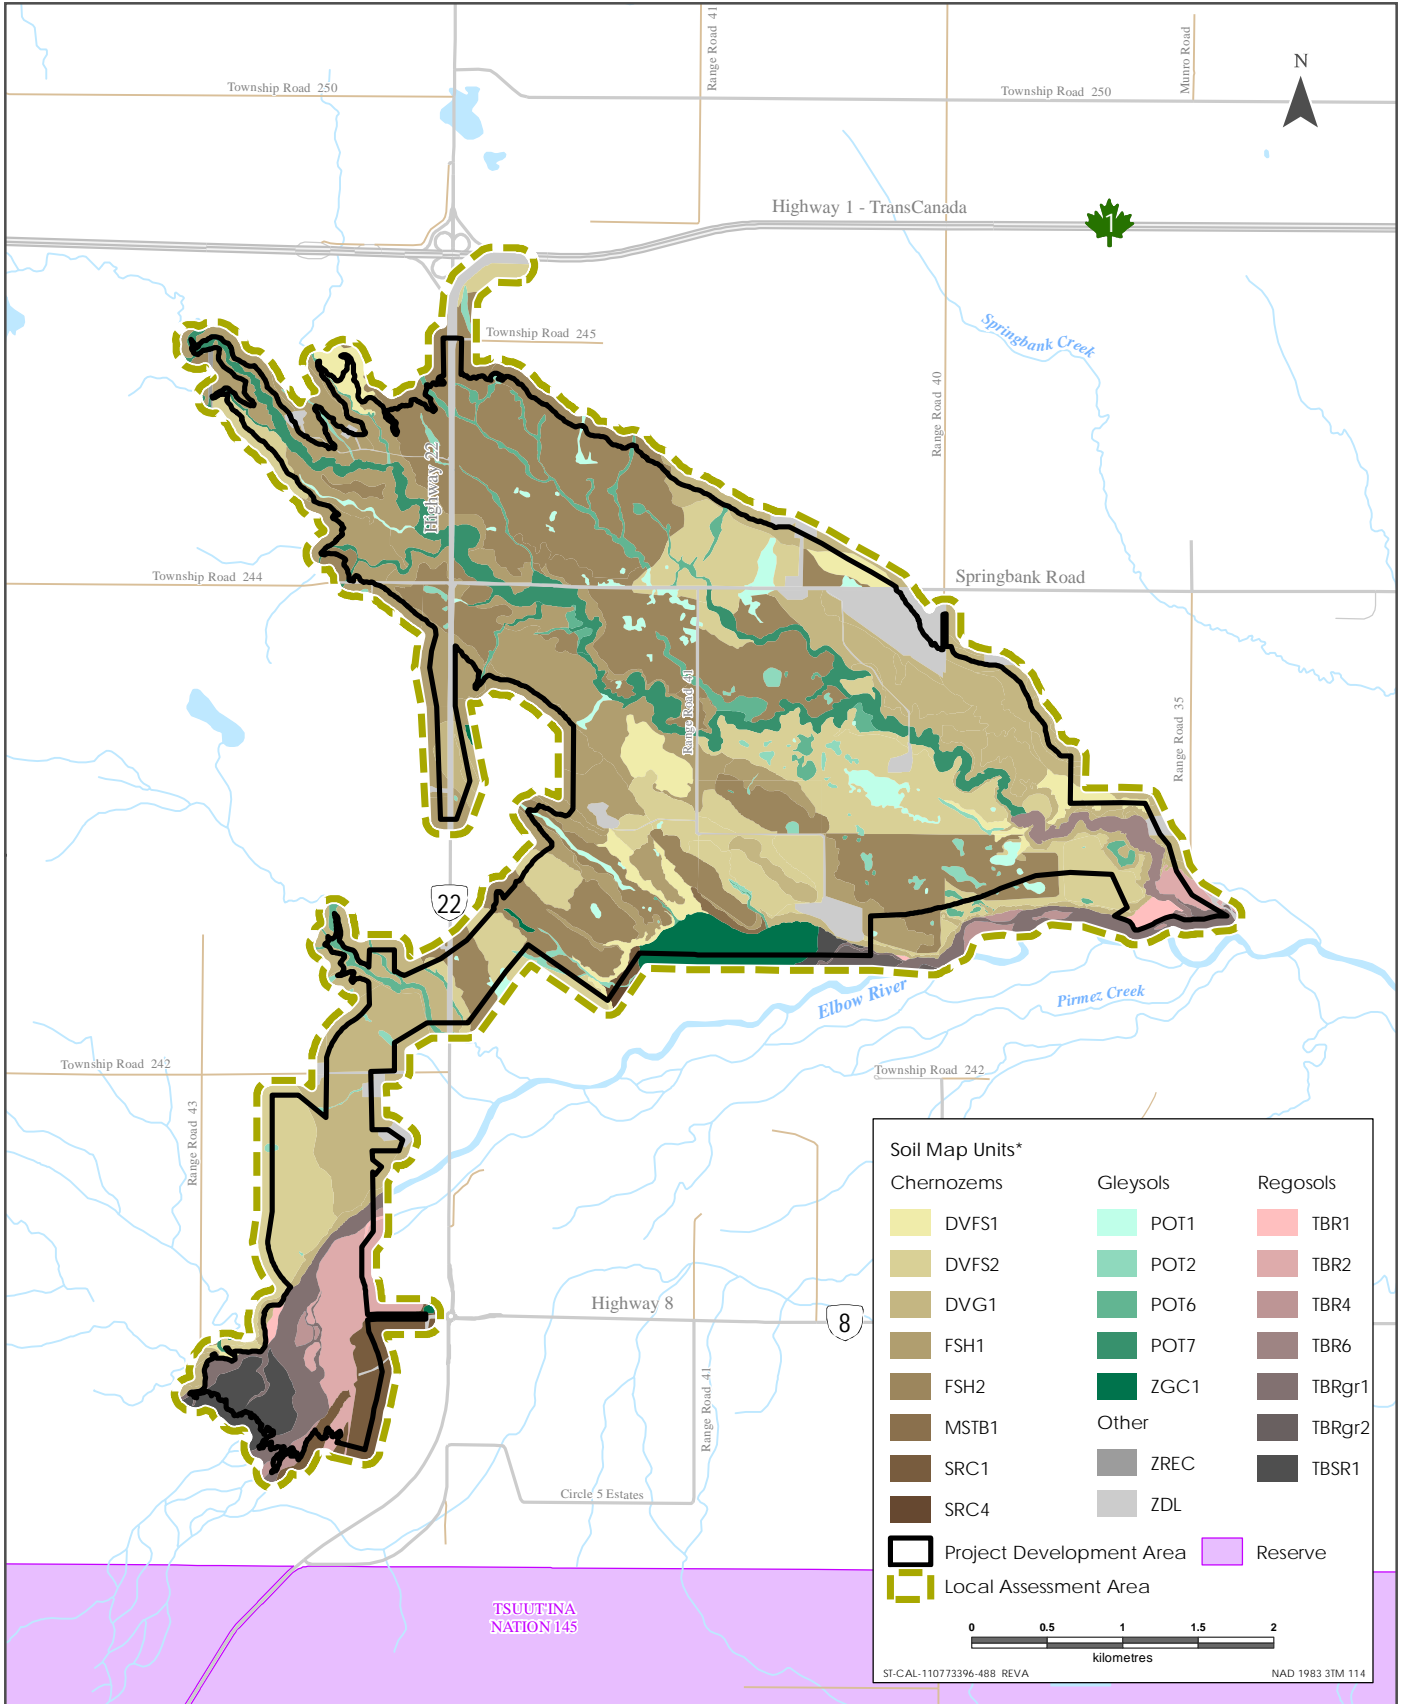 Range Road 41
Munro Road
N
Township Road 250
Township Road 250
Highway 1 - TransCanada
1
Springbank Creek
Township Road 245
Range Road 40
Highway 22
Township Road 244
Springbank Road
Range Road 41
Range Road 35
22
Elbow River
Pirmez Creek
Township Road 242
Township Road 242
Range Road 43
Highway 8
8
Range Road 41
Circle 5 Estates
TSUUT'INA
NATION 145
Soil Map Units*
Chernozems
DVFS1
DVFS2
DVG1
FSH1
FSH2
MSTB1
SRC1
SRC4
Gleysols
POT1
POT2
POT6
POT7
ZGC1
Other
ZREC
ZDL
Regosols
TBR1
TBR2
TBR4
TBR6
TBRgr1
TBRgr2
TBSR1
Project Development Area
Reserve
Local Assessment Area
0 0.5 1 1.5 2
kilometres
ST-CAL-110773396-488 REVA
NAD 1983 3TM 114